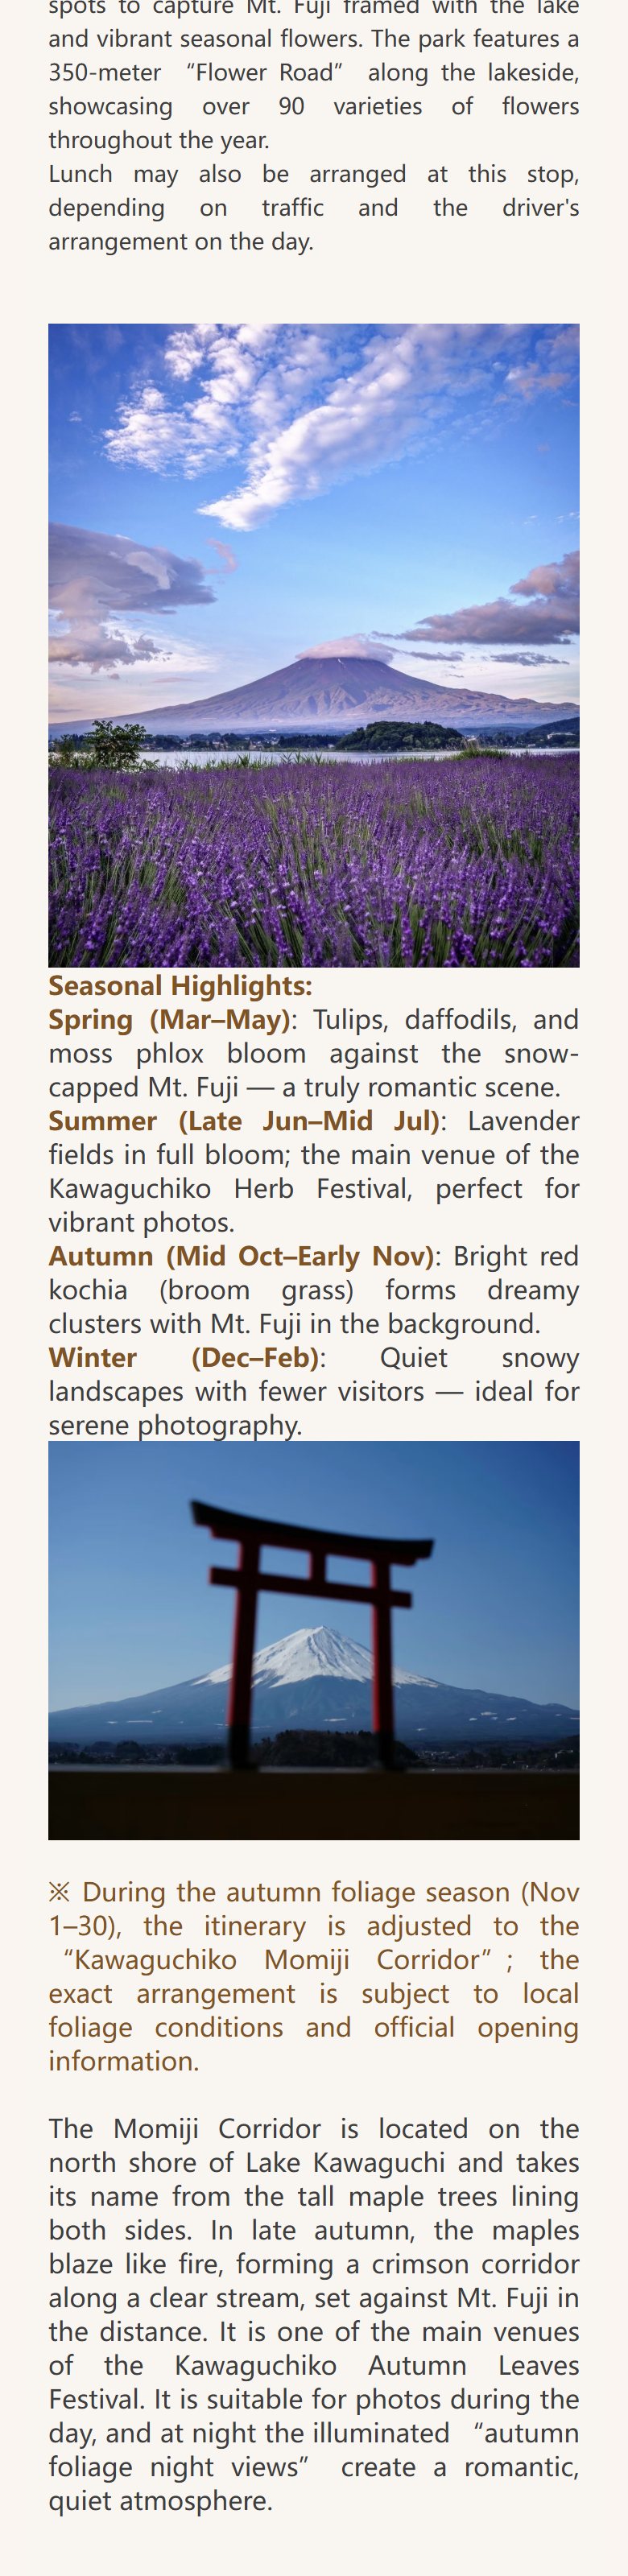 spots to capture Mt. Fuji framed with the lake
and vibrant seasonal flowers. The park features a
350-meter “Flower Road” along the lakeside,
showcasing over 90 varieties of flowers
throughout the year.
Lunch may also be arranged at this stop,
depending on traffic and the driver's
arrangement on the day.
Seasonal Highlights:
Spring (Mar–May): Tulips, daffodils, and
moss phlox bloom against the snow-
capped Mt. Fuji — a truly romantic scene.
Summer (Late Jun–Mid Jul): Lavender
fields in full bloom; the main venue of the
Kawaguchiko Herb Festival, perfect for
vibrant photos.
Autumn (Mid Oct–Early Nov): Bright red
kochia (broom grass) forms dreamy
clusters with Mt. Fuji in the background.
Winter (Dec–Feb): Quiet snowy
landscapes with fewer visitors — ideal for
serene photography.
※ During the autumn foliage season (Nov
1–30), the itinerary is adjusted to the
“Kawaguchiko Momiji Corridor” ; the
exact arrangement is subject to local
foliage conditions and official opening
information.
The Momiji Corridor is located on the
north shore of Lake Kawaguchi and takes
its name from the tall maple trees lining
both sides. In late autumn, the maples
blaze like fire, forming a crimson corridor
along a clear stream, set against Mt. Fuji in
the distance. It is one of the main venues
of the Kawaguchiko Autumn Leaves
Festival. It is suitable for photos during the
day, and at night the illuminated “autumn
foliage night views” create a romantic,
quiet atmosphere.